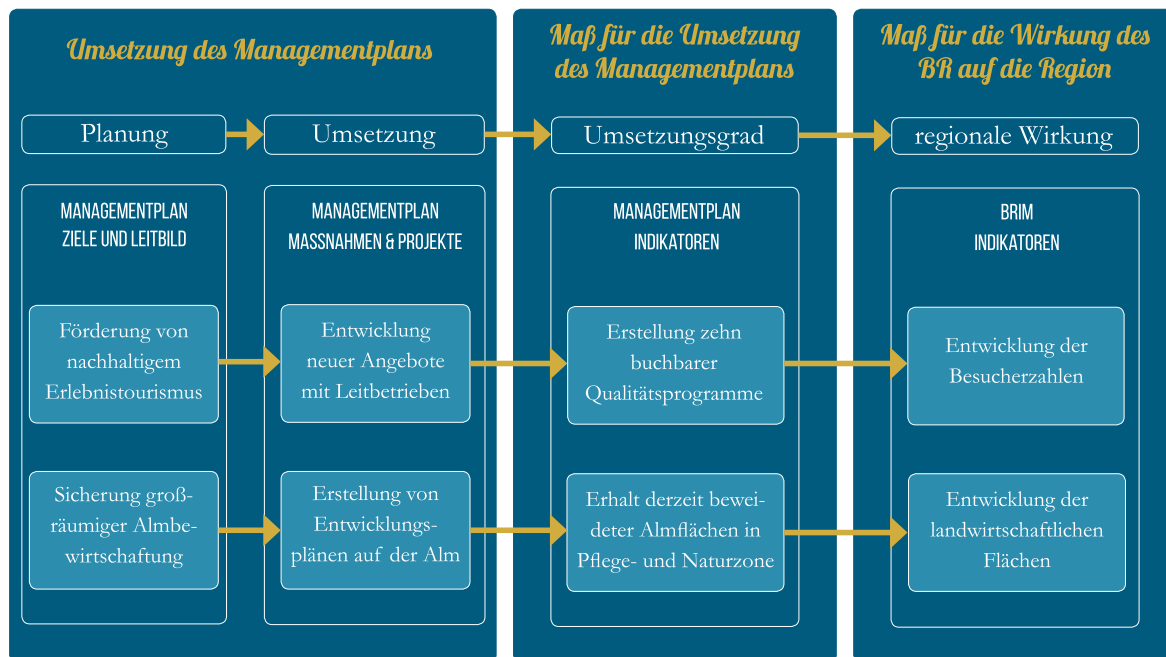 Umsetzung des Managementplans
Maß für die Umsetzung
des Managementplans
Maß für die Wirkung des
BR auf die Region
Planung
Umsetzung
Umsetzungsgrad
regionale Wirkung
MANAGEMENTPLAN
ZIELE UND LEITBILD
MANAGEMENTPLAN
MASSNAHMEN & PROJEKTE
MANAGEMENTPLAN
INDIKATOREN
BRIM
INDIKATOREN
Förderung von
nachhaltigem
Erlebnistourismus
Entwicklung
neuer Angebote
mit Leitbetrieben
Erstellung zehn
buchbarer
Qualitätsprogramme
Entwicklung der
Besucherzahlen
Sicherung groß-
räumiger Almbe-
wirtschaftung
Erstellung von
Entwicklungs-
plänen auf der Alm
Erhalt derzeit bewei-
deter Almflächen in
Pflege- und Naturzone
Entwicklung der
landwirtschaftlichen
Flächen